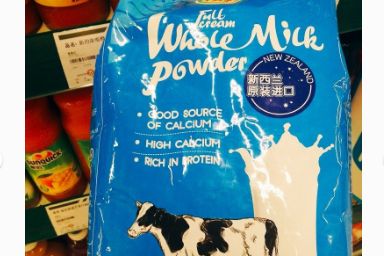 Full
Cream
Whole Milk
Powder
NEW ZEALAND
新西兰
原装进口
• GOOD SOURCE
OF CALCIUM
• HIGH CALCIUM
• RICH IN PROTEIN
SUNQUICK